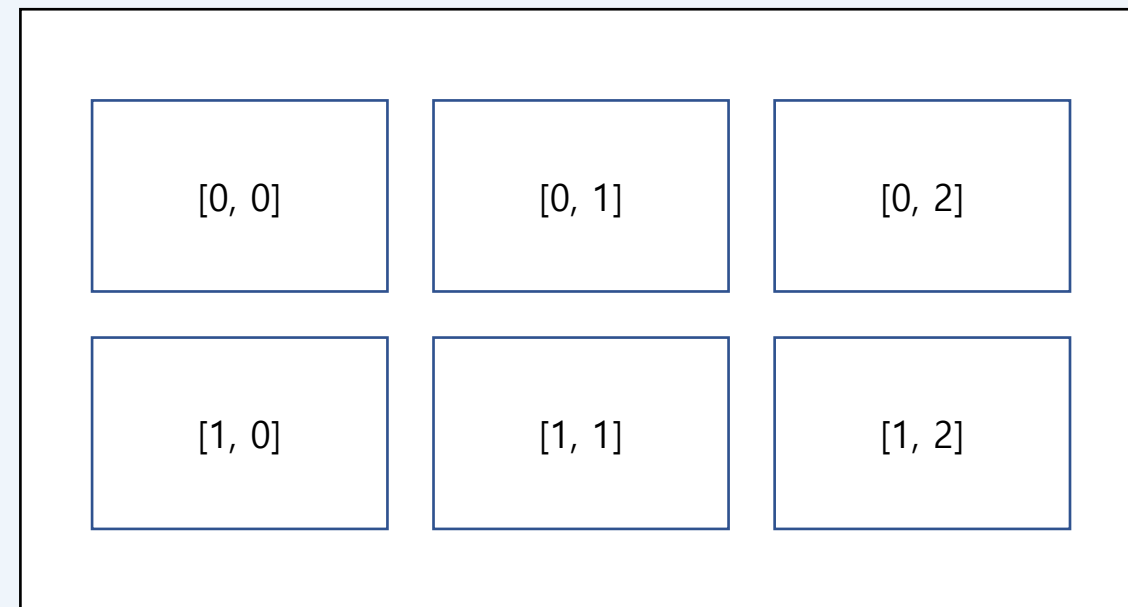 [0, 0] [0, 1] [0, 2]
[1, 0] [1, 1] [1, 2]